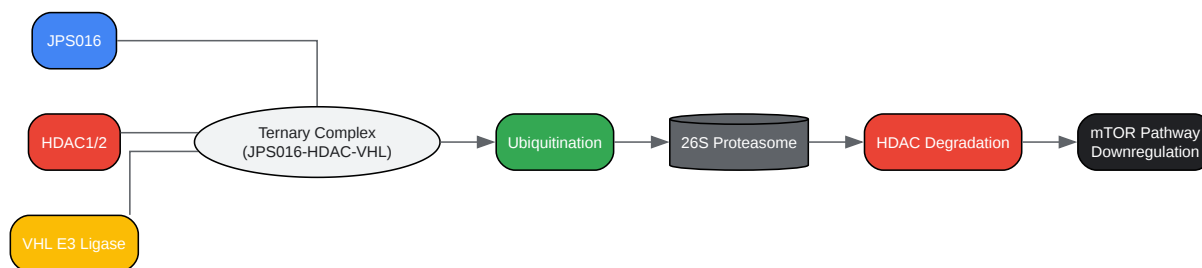 JPS016
HDAC1/2
VHL E3 Ligase
Ternary Complex
(JPS016-HDAC-VHL)
Ubiquitination
26S Proteasome
HDAC Degradation
mTOR Pathway
Downregulation